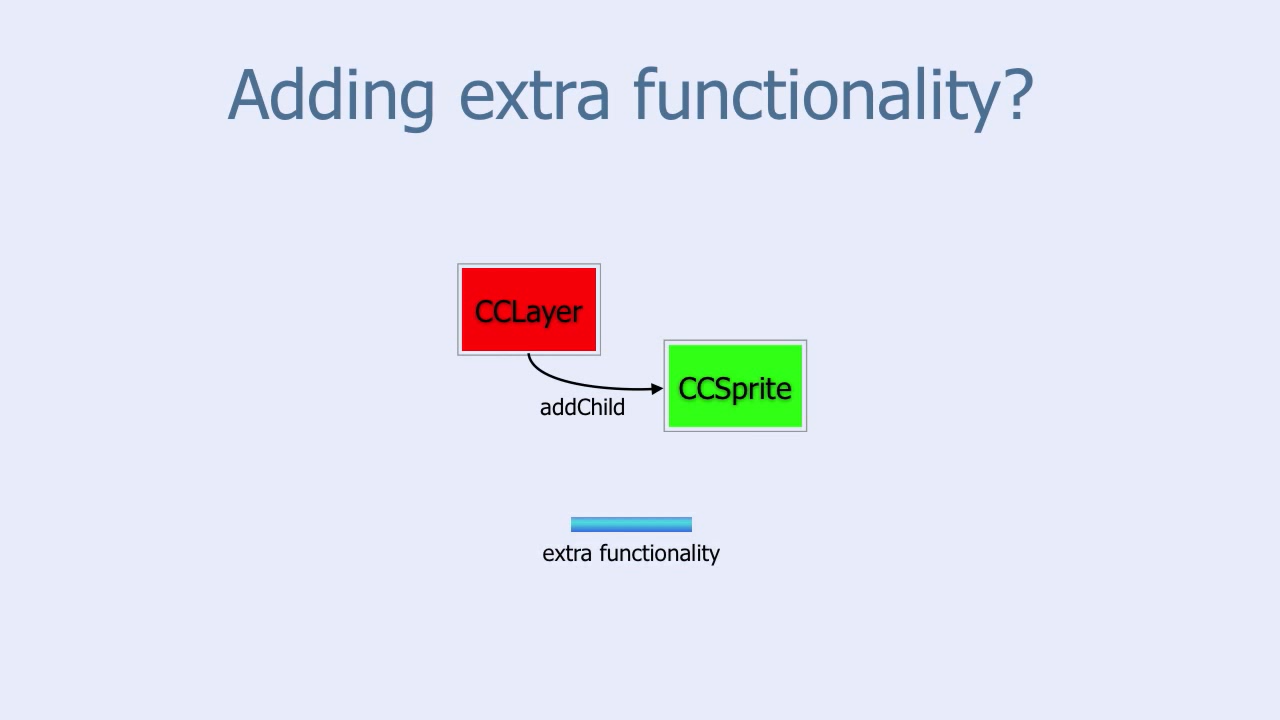 Adding extra functionality?
CCLayer
CCSprite
addChild
extra functionality